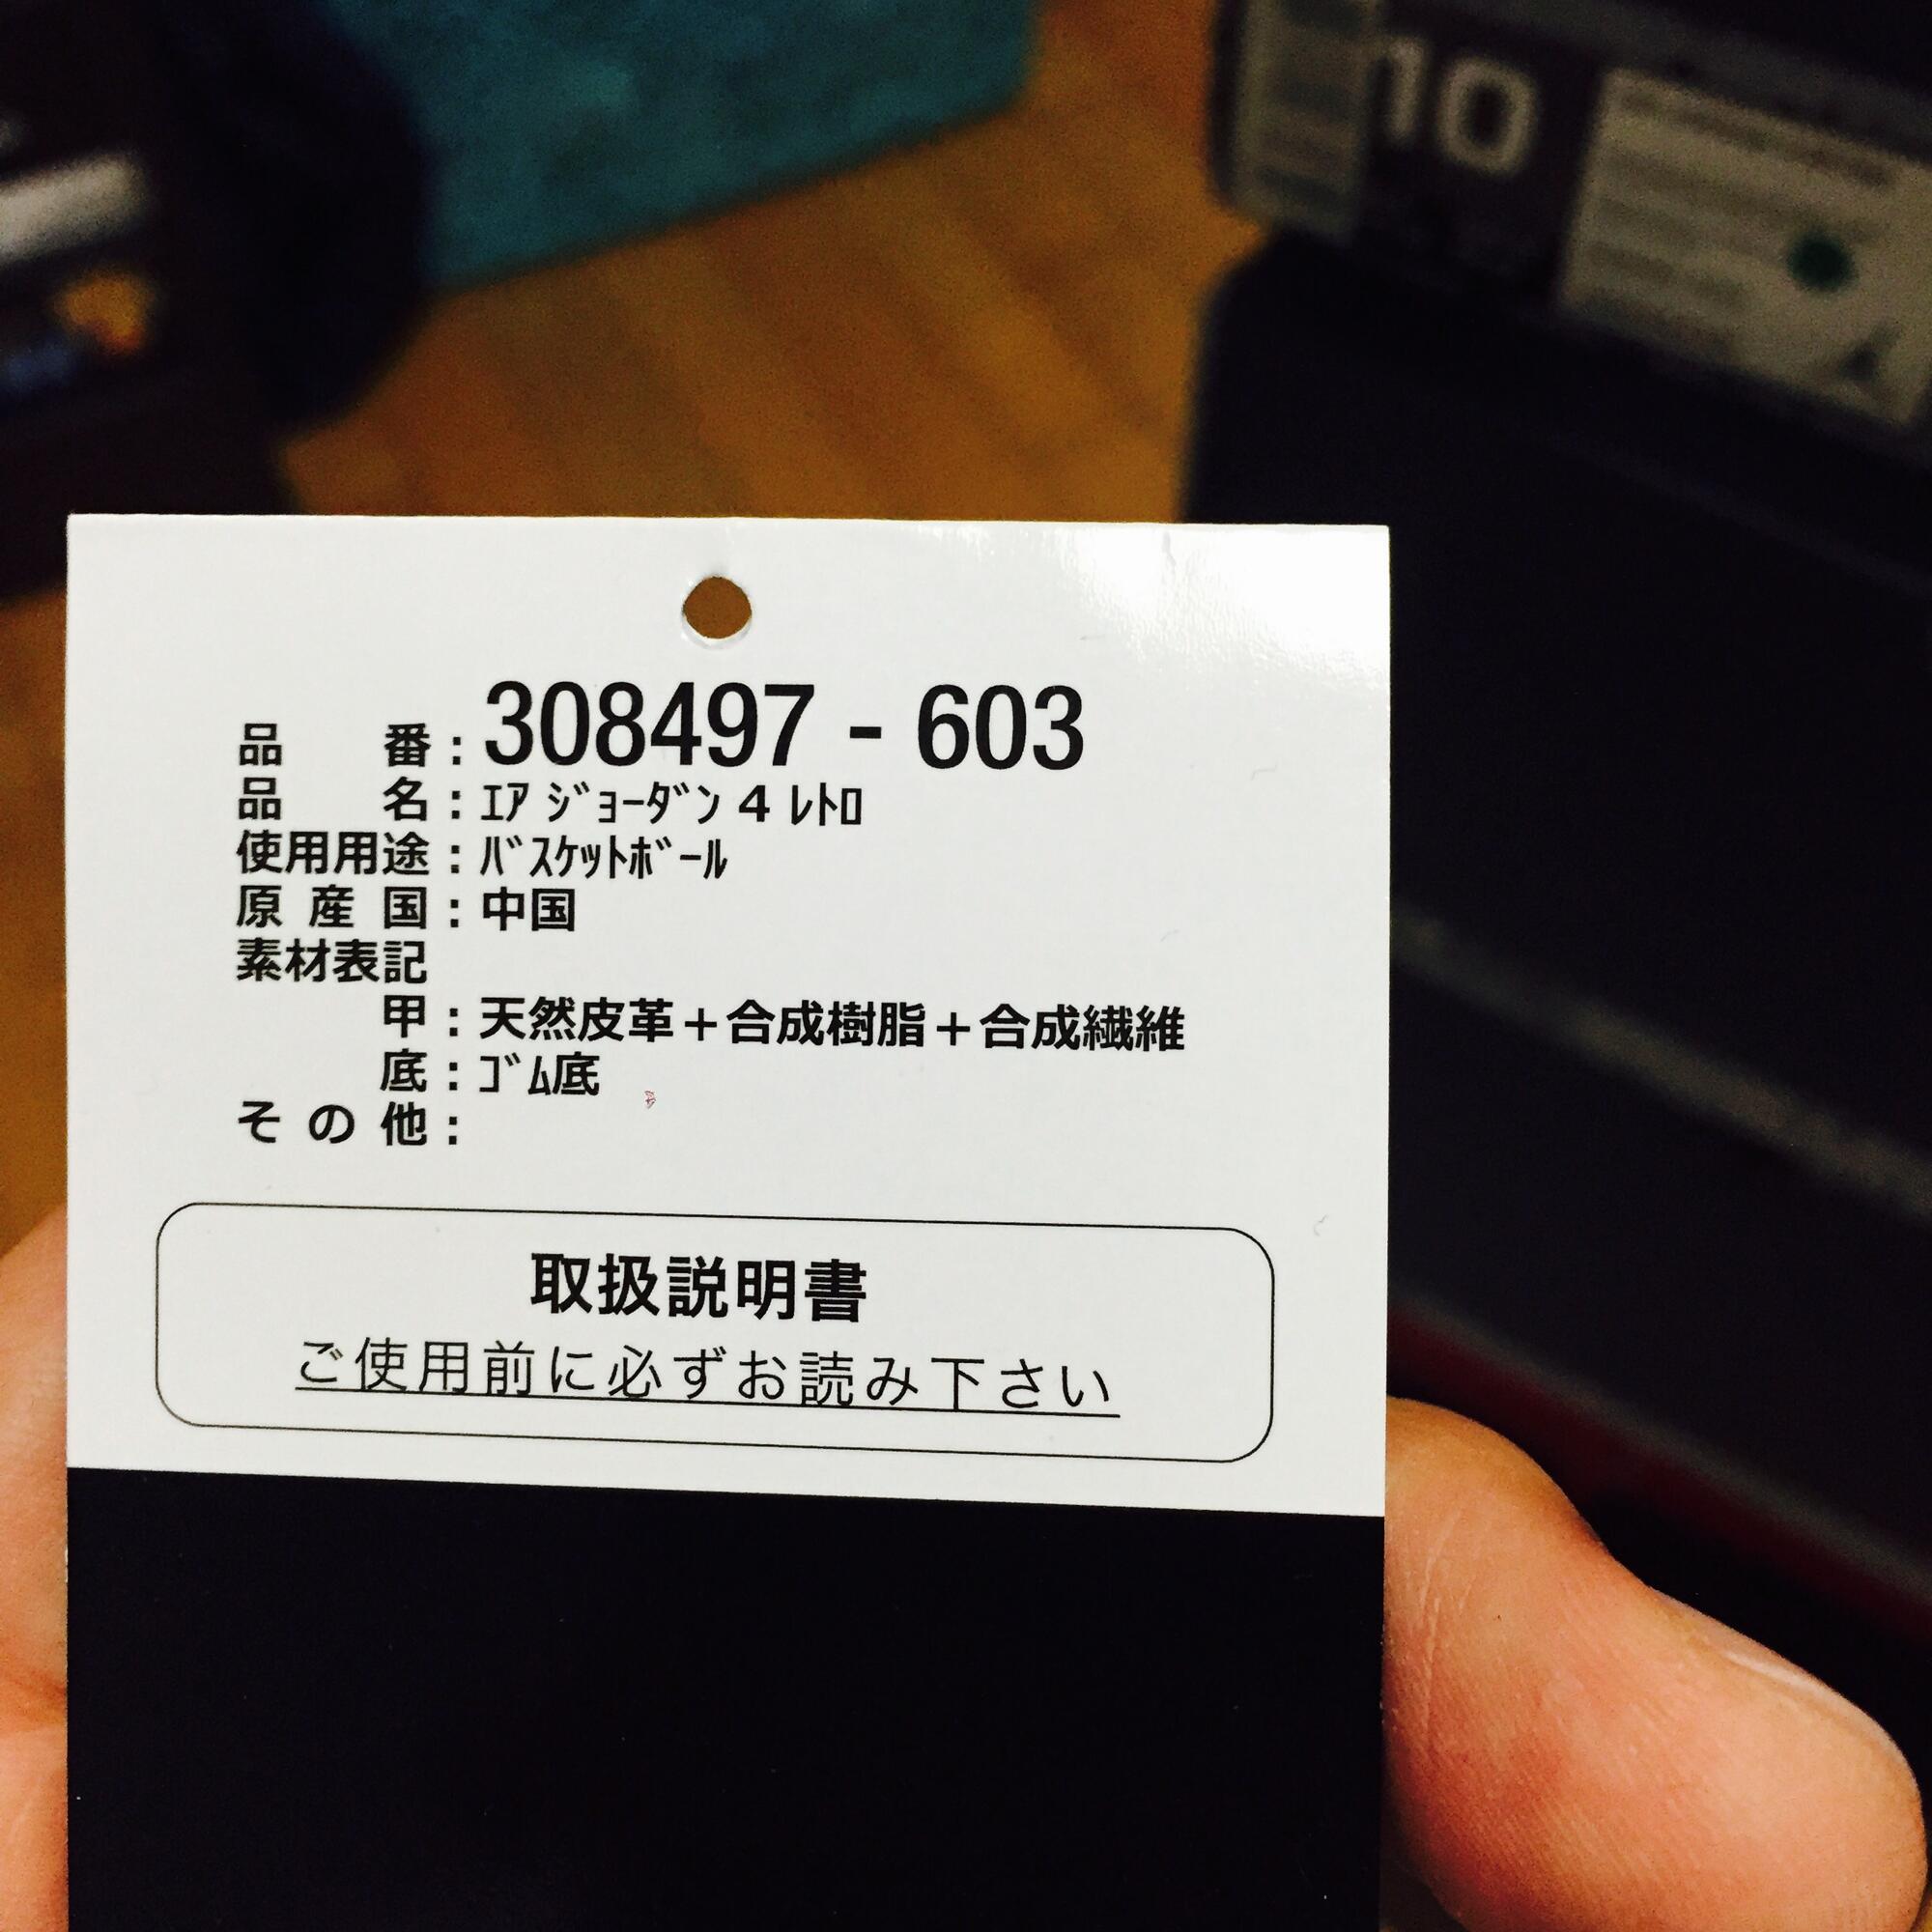 10
品 番：308497 - 603
品 名：ｴｱ ｼﾞｮｰﾀﾞﾝ 4 ﾚﾄﾛ
使用用途：ﾊﾞｽｹｯﾄﾎﾞｰﾙ
原 産 国：中国
素材表記
甲：天然皮革＋合成樹脂＋合成繊維
底：ｺﾞﾑ底
そ の 他：
取扱説明書
ご使用前に必ずお読み下さい